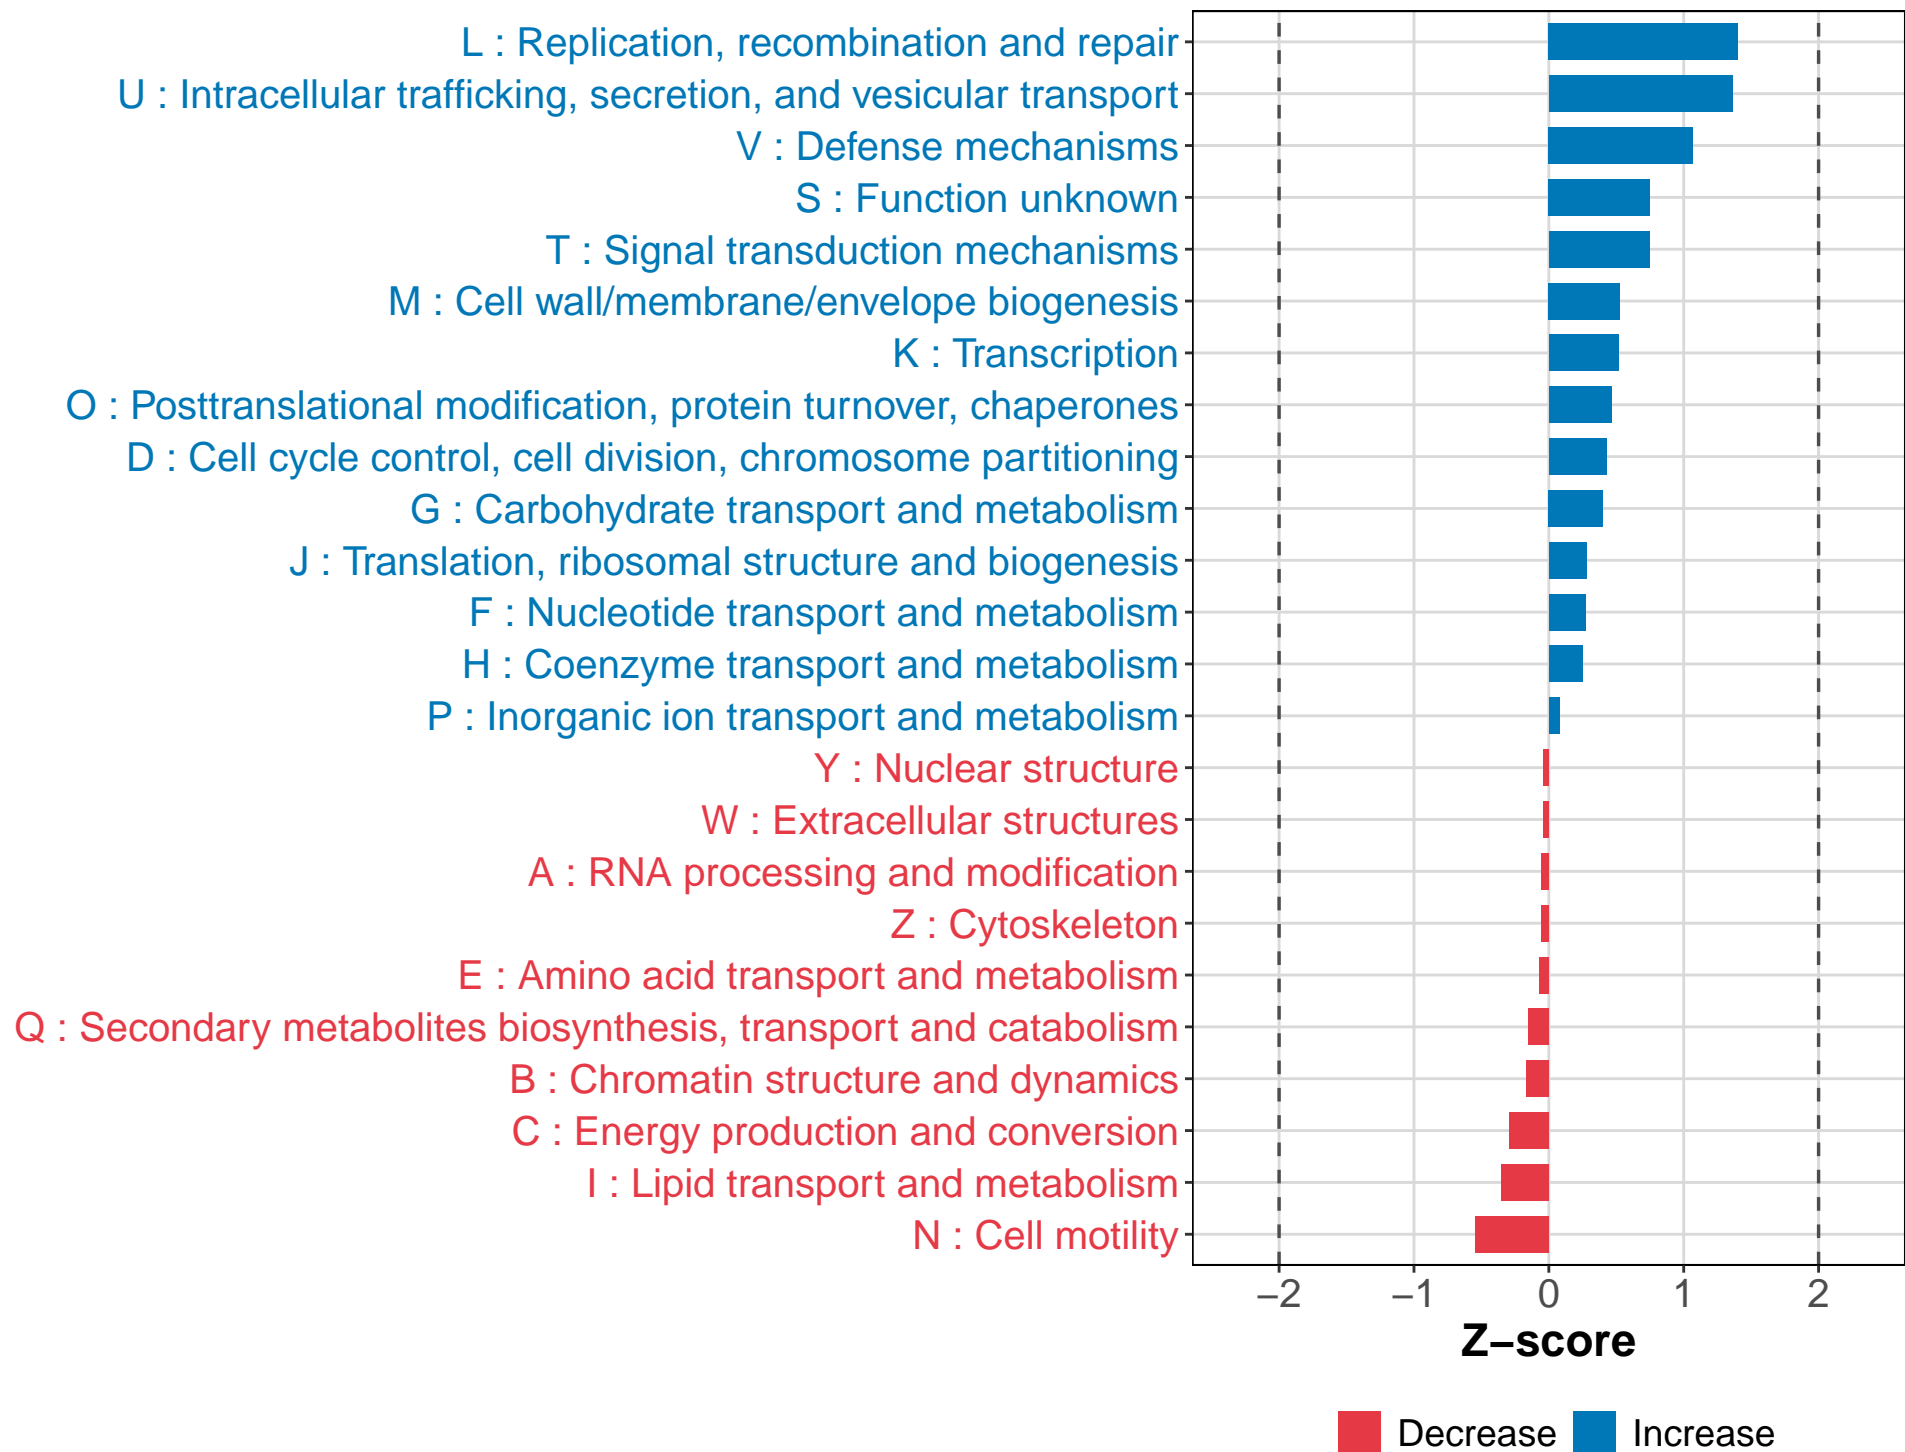 L : Replication, recombination and repair
U : Intracellular trafficking, secretion, and vesicular transport
V : Defense mechanisms
S : Function unknown
T : Signal transduction mechanisms
M : Cell wall/membrane/envelope biogenesis
K : Transcription
O : Posttranslational modification, protein turnover, chaperones
D : Cell cycle control, cell division, chromosome partitioning
G : Carbohydrate transport and metabolism
J : Translation, ribosomal structure and biogenesis
F : Nucleotide transport and metabolism
H : Coenzyme transport and metabolism
P : Inorganic ion transport and metabolism
Y : Nuclear structure
W : Extracellular structures
A : RNA processing and modification
Z : Cytoskeleton
E : Amino acid transport and metabolism
Q : Secondary metabolites biosynthesis, transport and catabolism
B : Chromatin structure and dynamics
C : Energy production and conversion
I : Lipid transport and metabolism
N : Cell motility
−2 −1 0 1 2
Z−score
Decrease Increase